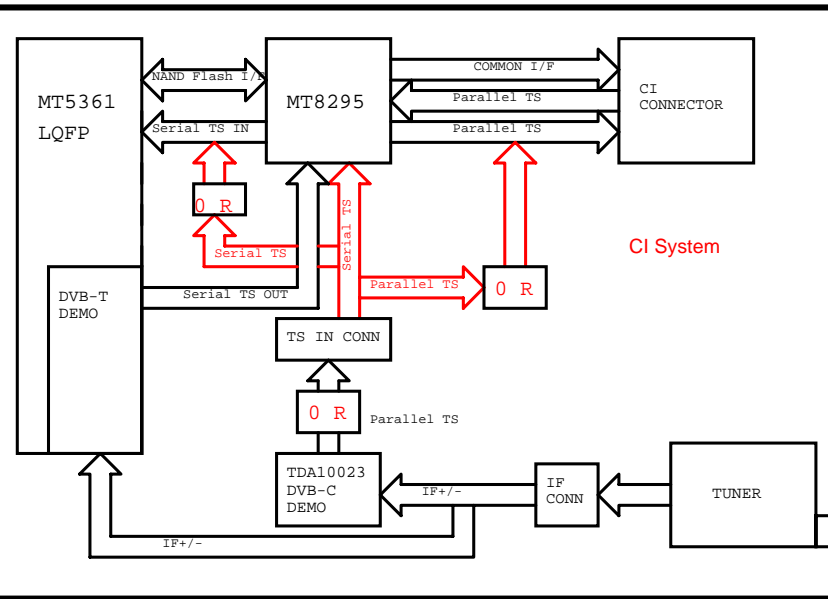 MT5361
LQFP
NAND Flash I/F
MT8295
COMMON I/F
Parallel TS
CI
CONNECTOR
Serial TS IN
Parallel TS
0 R
Serial TS
Serial TS
CI System
DVB-T
DEMO
Serial TS OUT
Parallel TS
0 R
TS IN CONN
0 R
Parallel TS
TDA10023
DVB-C
DEMO
IF+/-
IF
CONN
TUNER
IF+/-